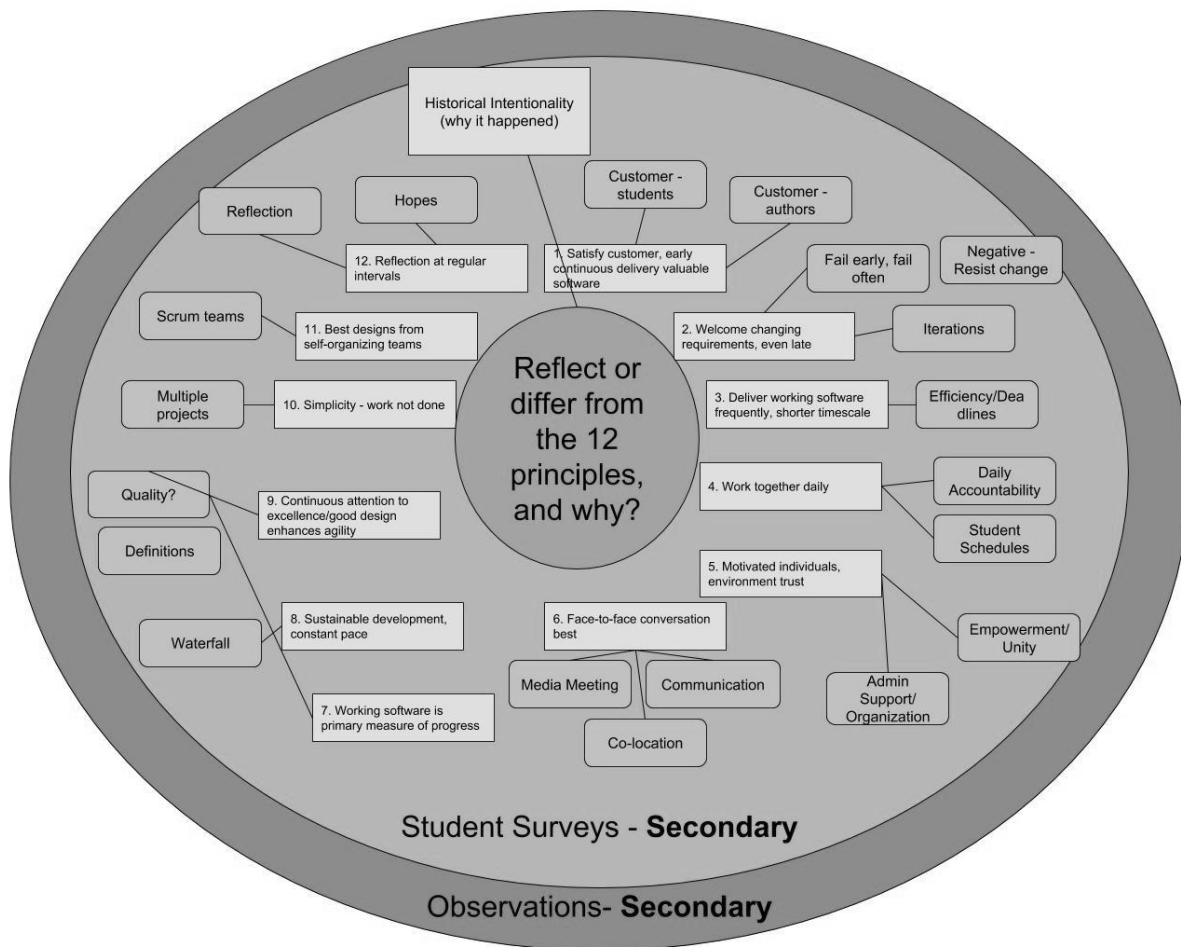 Historical Intentionality
(why it happened)
Customer -
students
Customer -
authors
Reflection
Hopes
12. Reflection at regular
intervals
1. Satisfy customer, early
continuous delivery valuable
software
Fail early, fail
often
Negative -
Resist change
Scrum teams
11. Best designs from
self-organizing teams
2. Welcome changing
requirements, even late
Iterations
Reflect or
differ from
the 12
principles,
and why?
Multiple
projects
10. Simplicity - work not done
3. Deliver working software
frequently, shorter timescale
Efficiency/Dea
dlines
Quality?
9. Continuous attention to
excellence/good design
enhances agility
4. Work together daily
Daily
Accountability
Student
Schedules
Definitions
5. Motivated individuals,
environment trust
Waterfall
8. Sustainable development,
constant pace
6. Face-to-face conversation
best
Empowerment/
Unity
Media Meeting
Communication
Admin
Support/
Organization
7. Working software is
primary measure of progress
Co-location
Student Surveys - Secondary
Observations- Secondary